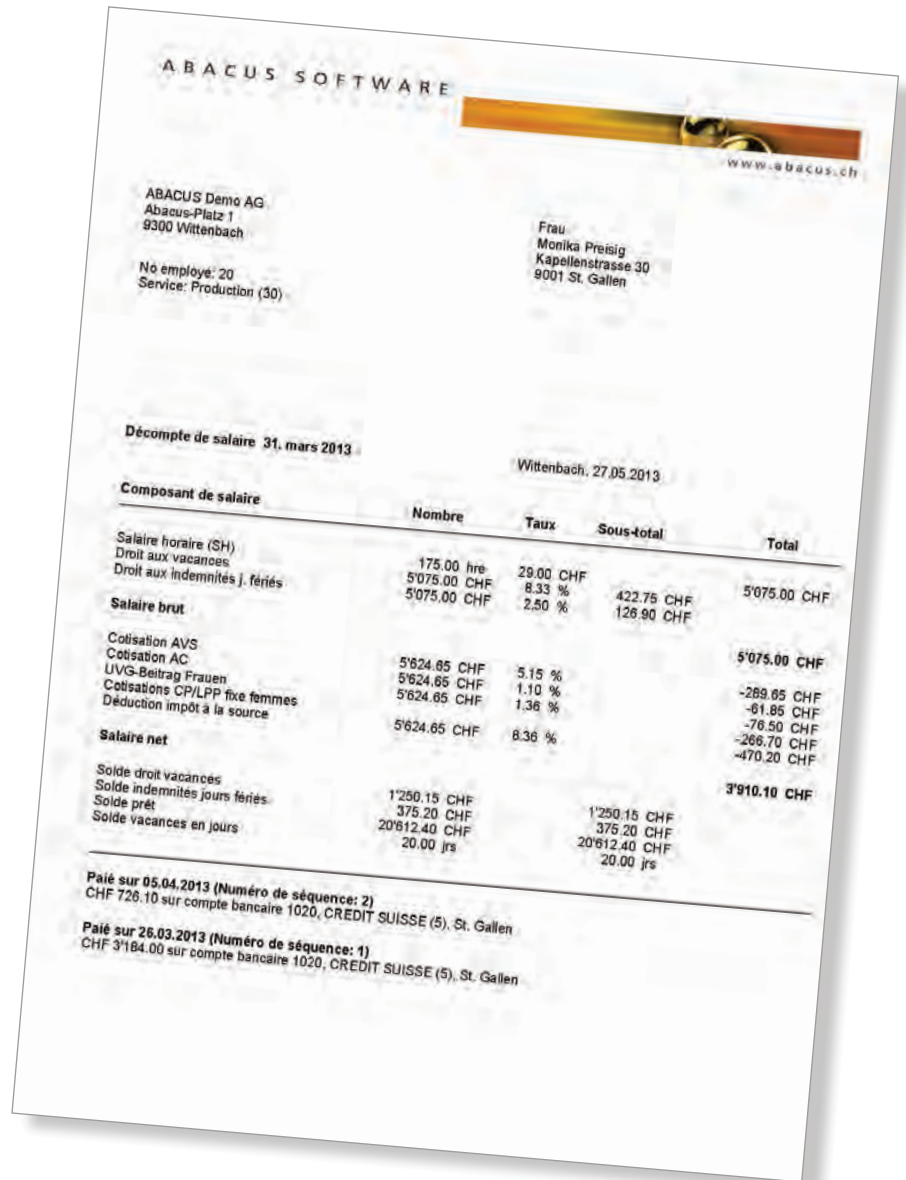 ABACUS SOFTWARE
www.abacus.ch
ABACUS Demo AG
Abacus-Platz 1
9300 Wittenbach
Frau
Monika Preisig
Kapellenstrasse 30
9001 St. Gallen
No employé: 20
Service: Production (30)
Décompte de salaire 31. mars 2013
Wittenbach, 27.05.2013
Composant de salaire Nombre Taux Sous-total Total
Salaire horaire (SH) 175.00 hre 29.00 CHF 5'075.00 CHF
Droit aux vacances 5'075.00 CHF 8.33 % 422.75 CHF
Droit aux indemnités j. fériés 5'075.00 CHF 2.50 % 126.90 CHF
Salaire brut 5'075.00 CHF
Cotisation AVS 5'624.65 CHF 5.15 % -289.65 CHF
Cotisation AC 5'624.65 CHF 1.10 % -61.85 CHF
UVG-Beitrag Frauen 5'624.65 CHF 1.36 % -76.50 CHF
Cotisations CP/LPP fixe femmes -266.70 CHF
Déduction impôt à la source 5'624.65 CHF 8.36 % -470.20 CHF
Salaire net 3'910.10 CHF
Solde droit vacances 1'250.15 CHF 1'250.15 CHF
Solde indemnités jours fériés 375.20 CHF 375.20 CHF
Solde prêt 20'612.40 CHF 20'612.40 CHF
Solde vacances en jours 20.00 jrs 20.00 jrs
Paié sur 05.04.2013 (Numéro de séquence: 2)
CHF 726.10 sur compte bancaire 1020, CREDIT SUISSE (5), St. Gallen
Paié sur 26.03.2013 (Numéro de séquence: 1)
CHF 3'184.00 sur compte bancaire 1020, CREDIT SUISSE (5), St. Gallen